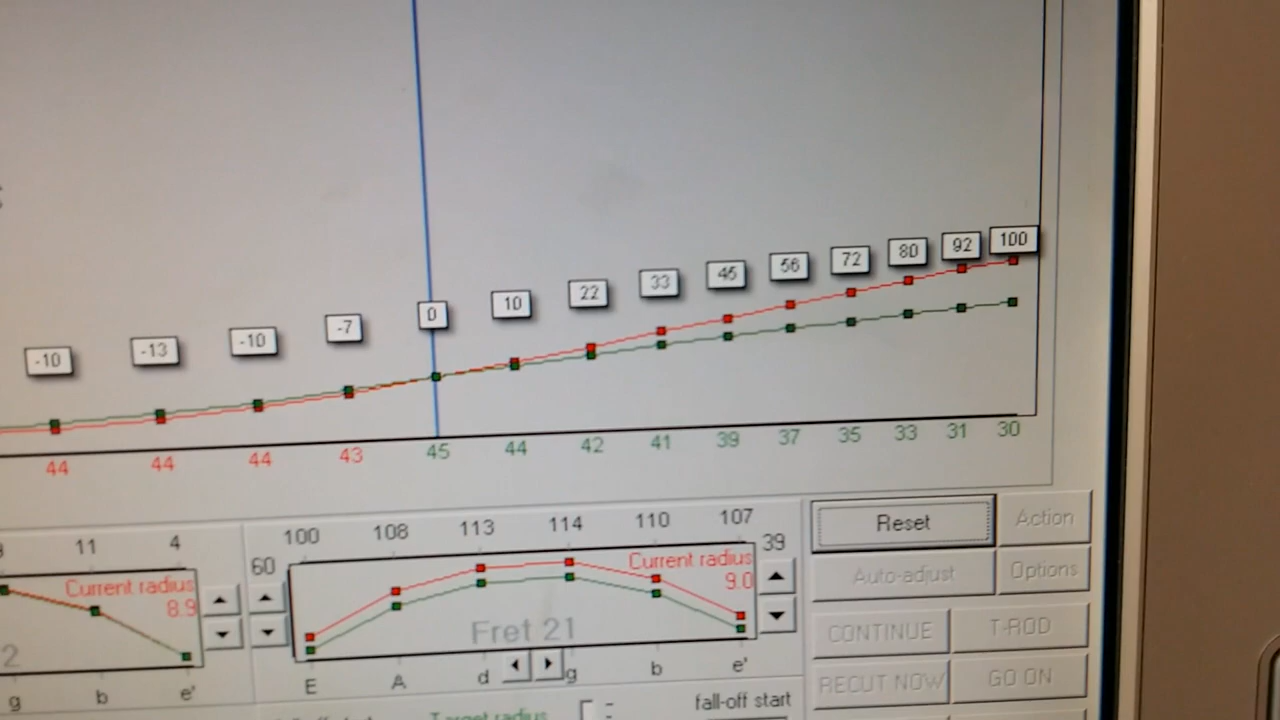 -10 -13 -10 -7 0 10 22 33 45 56 72 80 92 100
44 44 44 43 45 44 42 41 39 37 35 33 31 30
11 4
Current radius
8.9
2
g b e'
100 108 113 114 110 107
60 39
Current radius
9.0
Fret 21
E A d g b e'
Reset Action
Auto-adjust Options
CONTINUE T-ROD
RECUT NOW GO ON
Target radius
fall-off start